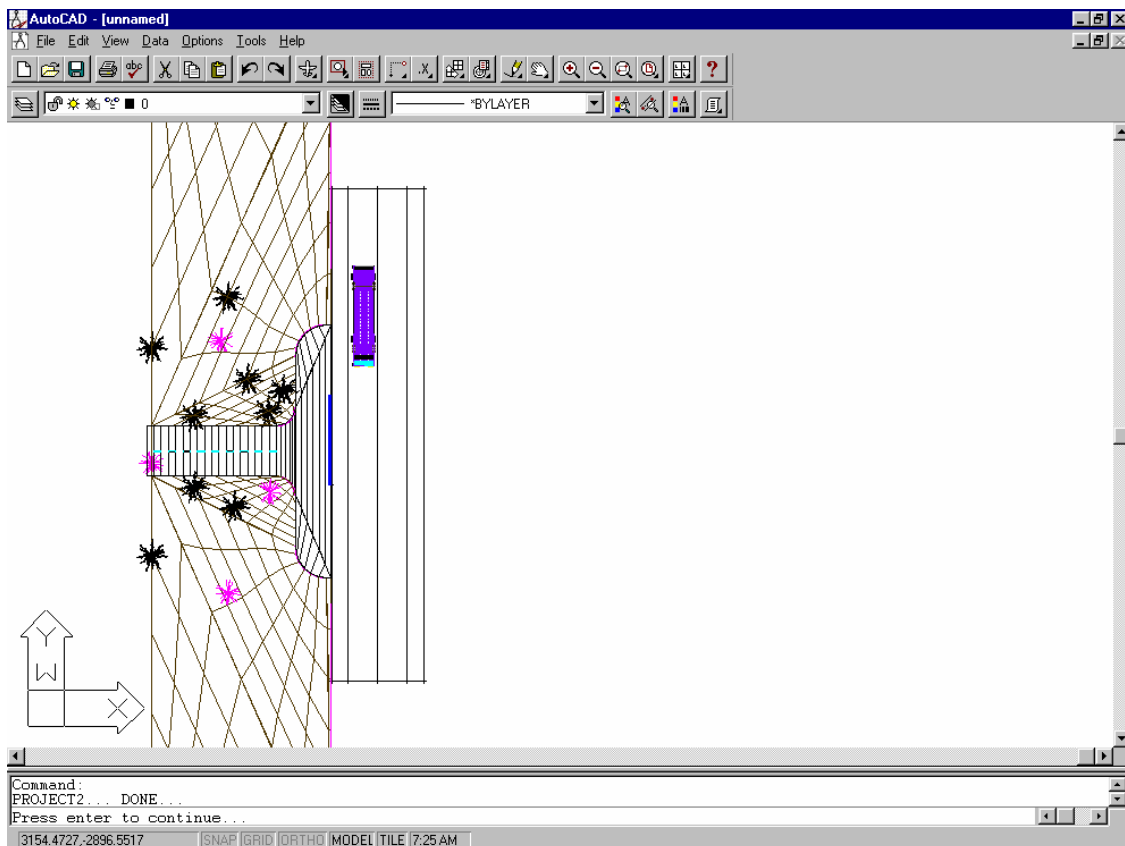 AutoCAD - [unnamed]
File Edit View Data Options Tools Help
abc
X
?
0
*BYLAYER
Y
W
X
Command:
PROJECT2... DONE...
Press enter to continue...
3154.4727,-2896.5517 SNAP GRID ORTHO MODEL TILE 7:25 AM